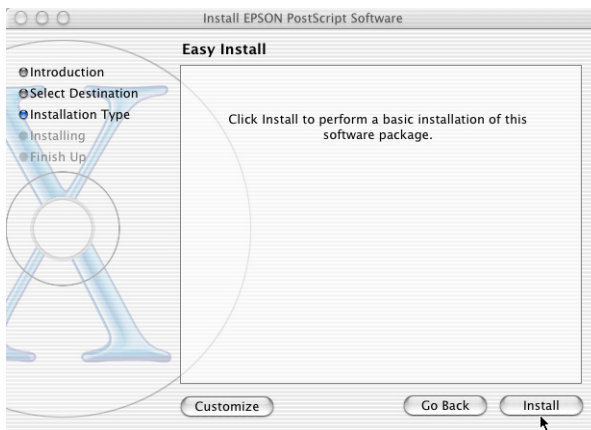 Install EPSON PostScript Software
Easy Install
Introduction
Select Destination
Installation Type
Installing
Finish Up
Click Install to perform a basic installation of this
software package.
Customize
Go Back
Install